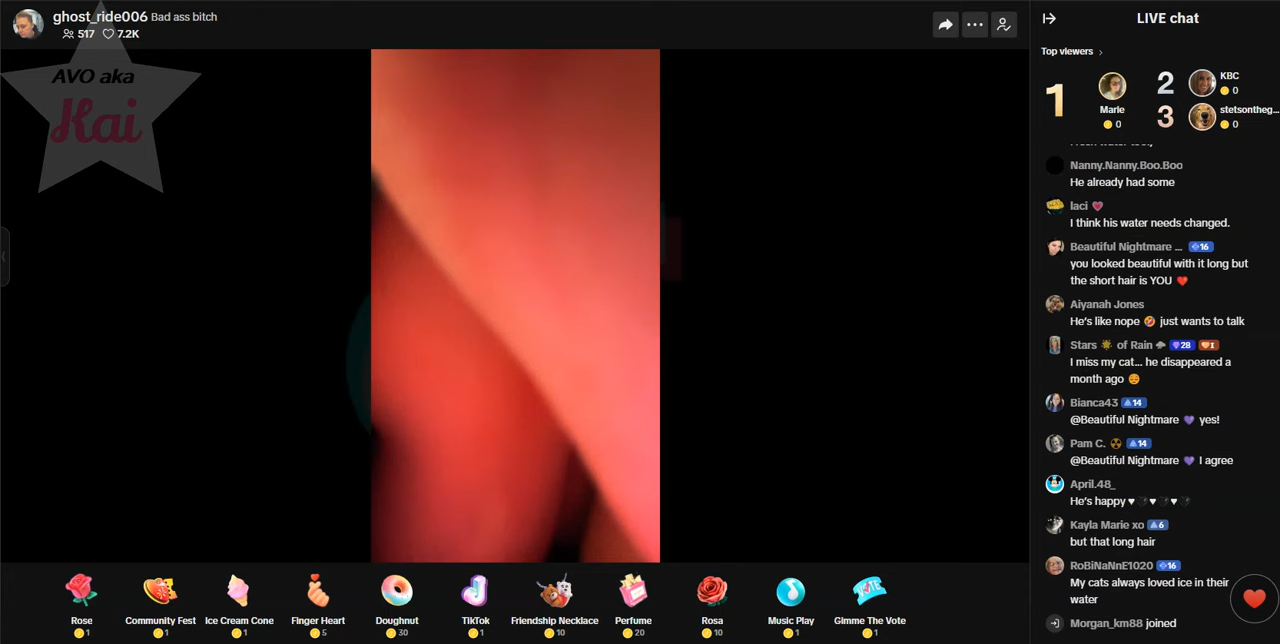 ghost_ride006 Bad ass bitch
517 7.2K
AVO aka
Kai
LIVE chat
Top viewers >
1 Marie 0
2 KBC 0
3 stetsontheg... 0
Nanny.Nanny.Boo.Boo
He already had some
laci
I think his water needs changed.
Beautiful Nightmare ... 16
you looked beautiful with it long but
the short hair is YOU
Aiyanah Jones
He's like nope 🤣 just wants to talk
Stars of Rain 28 I
I miss my cat... he disappeared a
month ago
Bianca43 14
@Beautiful Nightmare 💜 yes!
Pam C. ☢ 14
@Beautiful Nightmare 💜 I agree
April.48_
He's happy
Kayla Marie xo 6
but that long hair
RoBiNaNnE1020 16
My cats always loved ice in their
water
Morgan_km88 joined
Rose
1
Community Fest
1
Ice Cream Cone
1
Finger Heart
5
Doughnut
30
TikTok
1
Friendship Necklace
10
Perfume
20
Rosa
10
Music Play
1
Gimme The Vote
1
VOTE